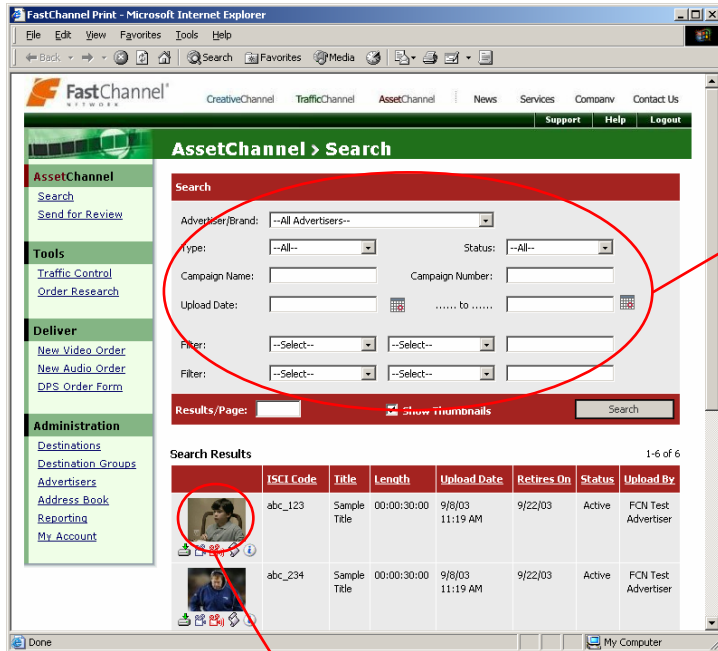 FastChannel Print - Microsoft Internet Explorer
File Edit View Favorites Tools Help
Back Search Favorites Media
FastChannel®
NETWORK
CreativeChannel TrafficChannel AssetChannel News Services Company Contact Us
Support Help Logout
AssetChannel > Search
AssetChannel
Search
Send for Review
Tools
Traffic Control
Order Research
Deliver
New Video Order
New Audio Order
DPS Order Form
Administration
Destinations
Destination Groups
Advertisers
Address Book
Reporting
My Account
Search
Advertiser/Brand: --All Advertisers--
Type: --All-- Status: --All--
Campaign Name: Campaign Number:
Upload Date: ...... to ......
Filter: --Select-- --Select--
Filter: --Select-- --Select--
Results/Page: Show Thumbnails Search
Search Results 1-6 of 6
ISCI Code Title Length Upload Date Retires On Status Upload By
abc_123 Sample Title 00:00:30:00 9/8/03 11:19 AM 9/22/03 Active FCN Test Advertiser
abc_234 Sample Title 00:00:30:00 9/8/03 11:19 AM 9/22/03 Active FCN Test Advertiser
Done My Computer